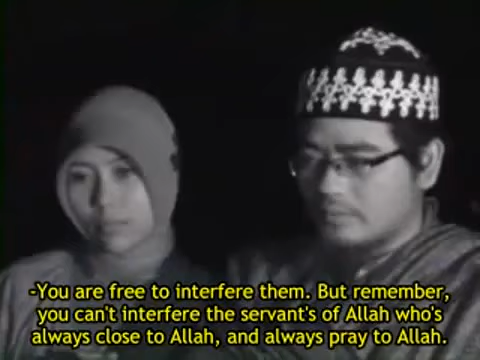 -You are free to interfere them. But remember,
you can't interfere the servant's of Allah who's
always close to Allah, and always pray to Allah.